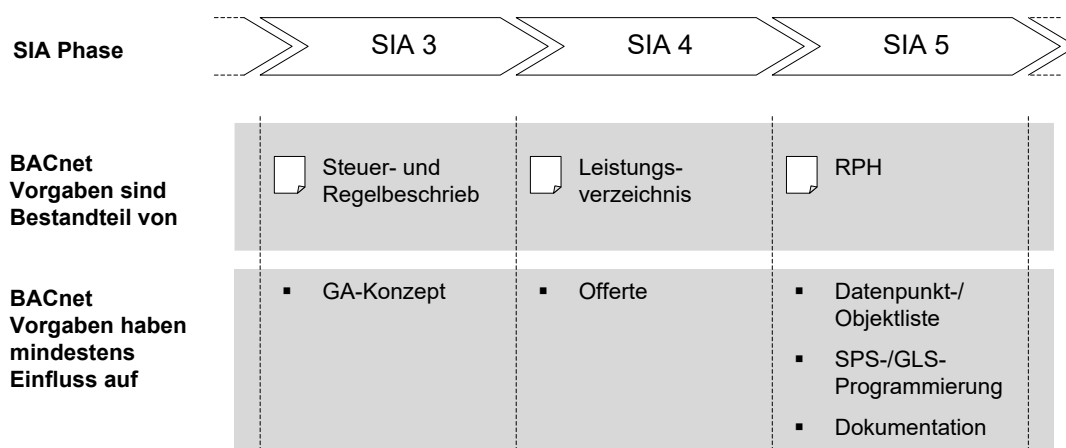 SIA Phase
SIA 3
SIA 4
SIA 5
BACnet
Vorgaben sind
Bestandteil von
Steuer- und
Regelbeschrieb
Leistungs-
verzeichnis
RPH
BACnet
Vorgaben haben
mindestens
Einfluss auf
▪ GA-Konzept
▪ Offerte
▪ Datenpunkt-/
Objektliste
▪ SPS-/GLS-
Programmierung
▪ Dokumentation